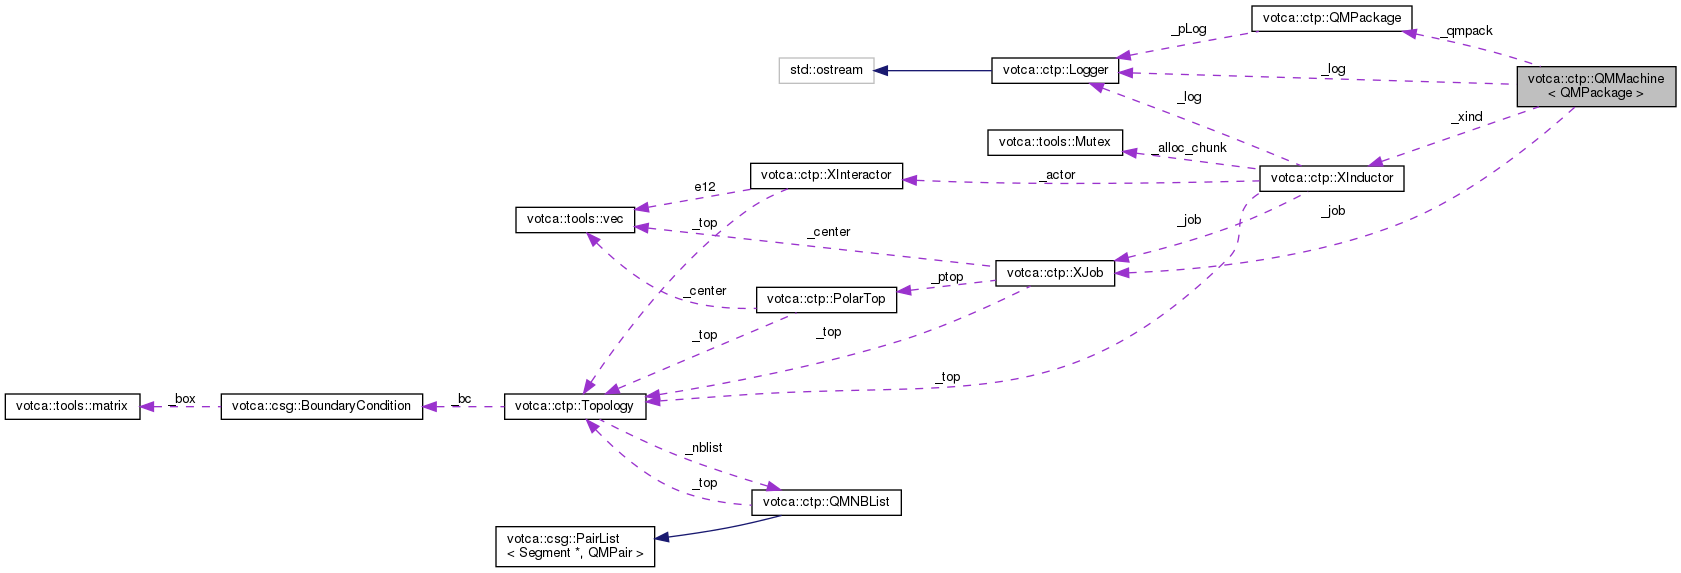 votca::ctp::QMPackage
_pLog
_qmpack
std::ostream
votca::ctp::Logger
_log
votca::ctp::QMMachine
< QMPackage >
_log
_xind
votca::tools::Mutex
_alloc_chunk
votca::ctp::XInteractor
_actor
votca::ctp::XInductor
e12
votca::tools::vec
_top
_center
_job
_job
votca::ctp::XJob
_ptop
_center
votca::ctp::PolarTop
_top
_top
_top
votca::tools::matrix
_box
votca::csg::BoundaryCondition
_bc
votca::ctp::Topology
_nblist
_top
votca::ctp::QMNBList
votca::csg::PairList
< Segment *, QMPair >